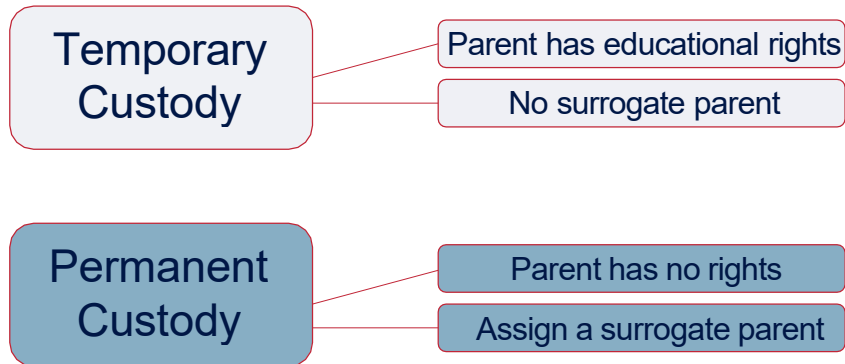 Temporary
Custody
Parent has educational rights
No surrogate parent
Permanent
Custody
Parent has no rights
Assign a surrogate parent